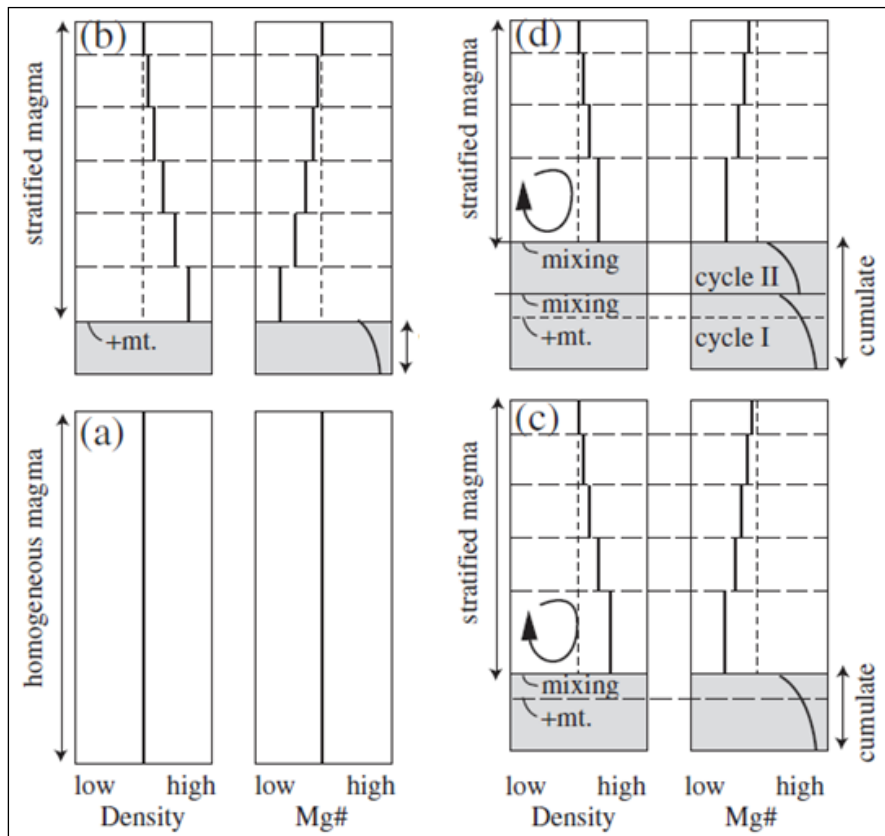 (b)
stratified magma
+mt.
(d)
stratified magma
mixing
cycle II
mixing
+mt.
cycle I
cumulate
(a)
homogeneous magma
low high
Density
low high
Mg#
(c)
stratified magma
mixing
+mt.
cumulate
low high
Density
low high
Mg#